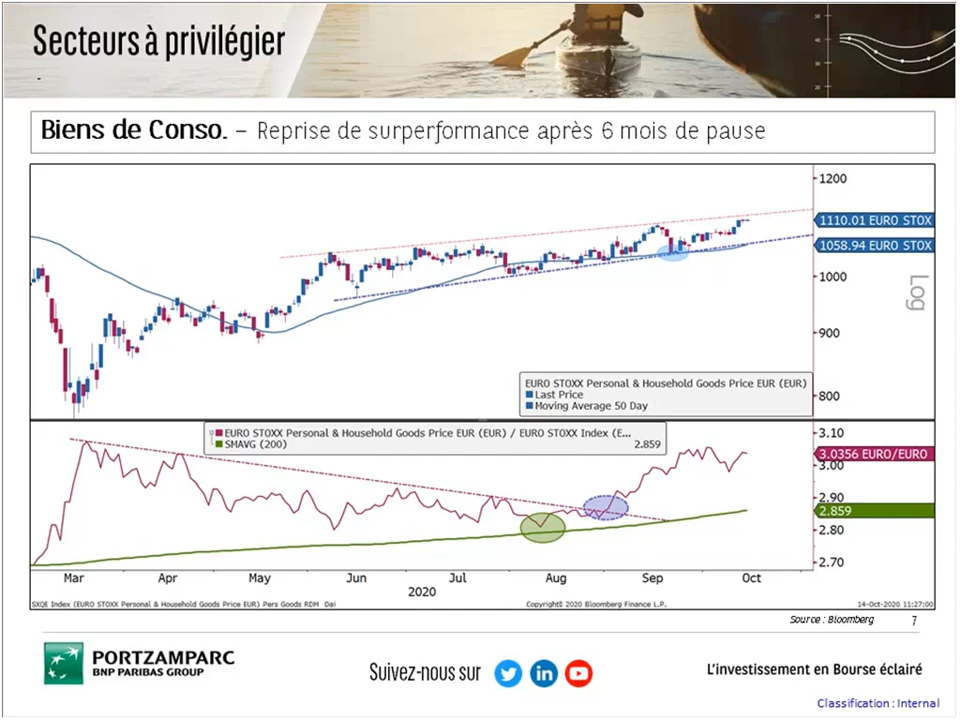 Secteurs à privilégier
-
50
40
30
20
Biens de Conso. – Reprise de surperformance après 6 mois de pause
1200
1110.01 EURO STOX
1058.94 EURO STOX
1000
Log
900
EURO STOXX Personal & Household Goods Price EUR (EUR)
Last Price
Moving Average 50 Day
800
EURO STOXX Personal & Household Goods Price EUR (EUR) / EURO STOXX Index (E...
SMAVG (200) 2.859
3.10
3.0356 EURO/EURO
3.00
2.90
2.859
2.80
2.70
Mar Apr May Jun Jul Aug Sep Oct
2020
SXQE Index (EURO STOXX Personal & Household Goods Price EUR) Pers Goods RDM Dai Copyright© 2020 Bloomberg Finance L.P. 14-Oct-2020 11:27:00
Source : Bloomberg 7
PORTZAMPARC
BNP PARIBAS GROUP
Suivez-nous sur
L'investissement en Bourse éclairé
Classification : Internal